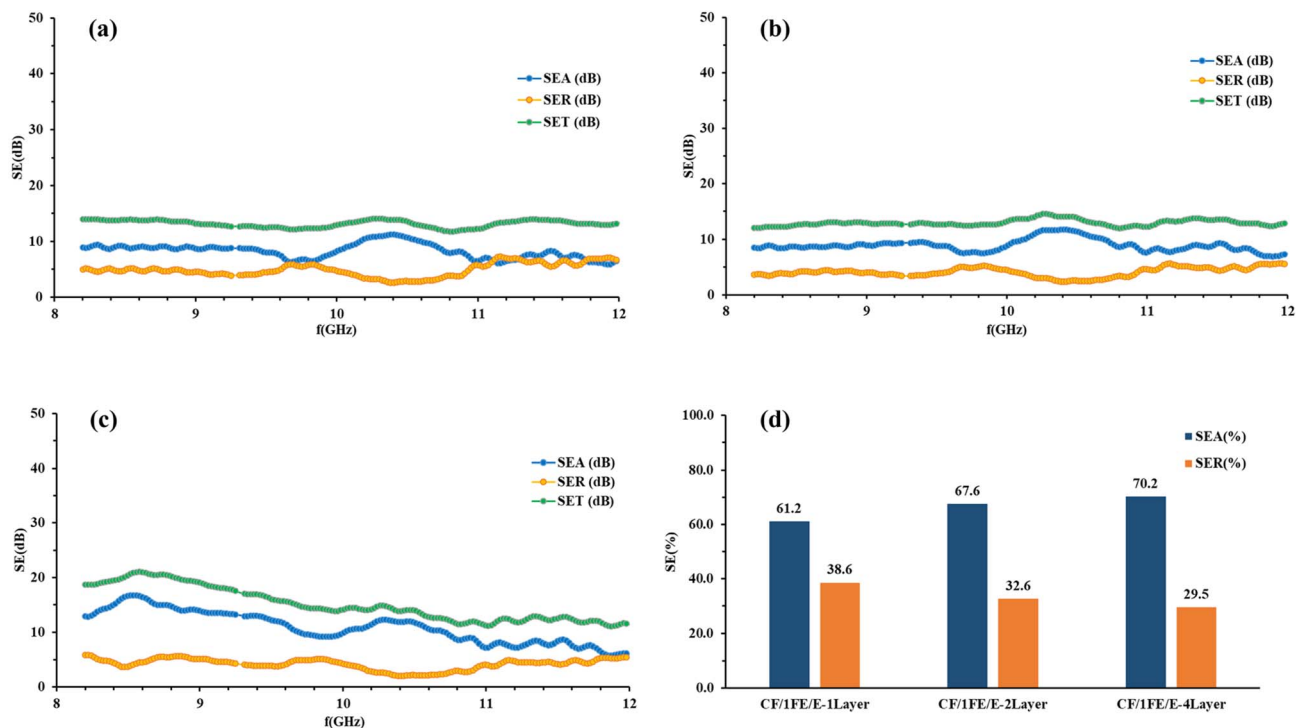 (a)
50
40
30
20
10
0
SE(dB)
SEA (dB)
SER (dB)
SET (dB)
8
9
10
11
12
f(GHz)
(b)
50
40
30
20
10
0
SE(dB)
SEA (dB)
SER (dB)
SET (dB)
8
9
10
11
12
f(GHz)
(c)
50
40
30
20
10
0
SE(dB)
SEA (dB)
SER (dB)
SET (dB)
8
9
10
11
12
f(GHz)
(d)
100.0
80.0
60.0
40.0
20.0
0.0
SE(%)
SEA(%)
SER(%)
61.2
38.6
67.6
32.6
70.2
29.5
CF/1FE/E-1Layer
CF/1FE/E-2Layer
CF/1FE/E-4Layer